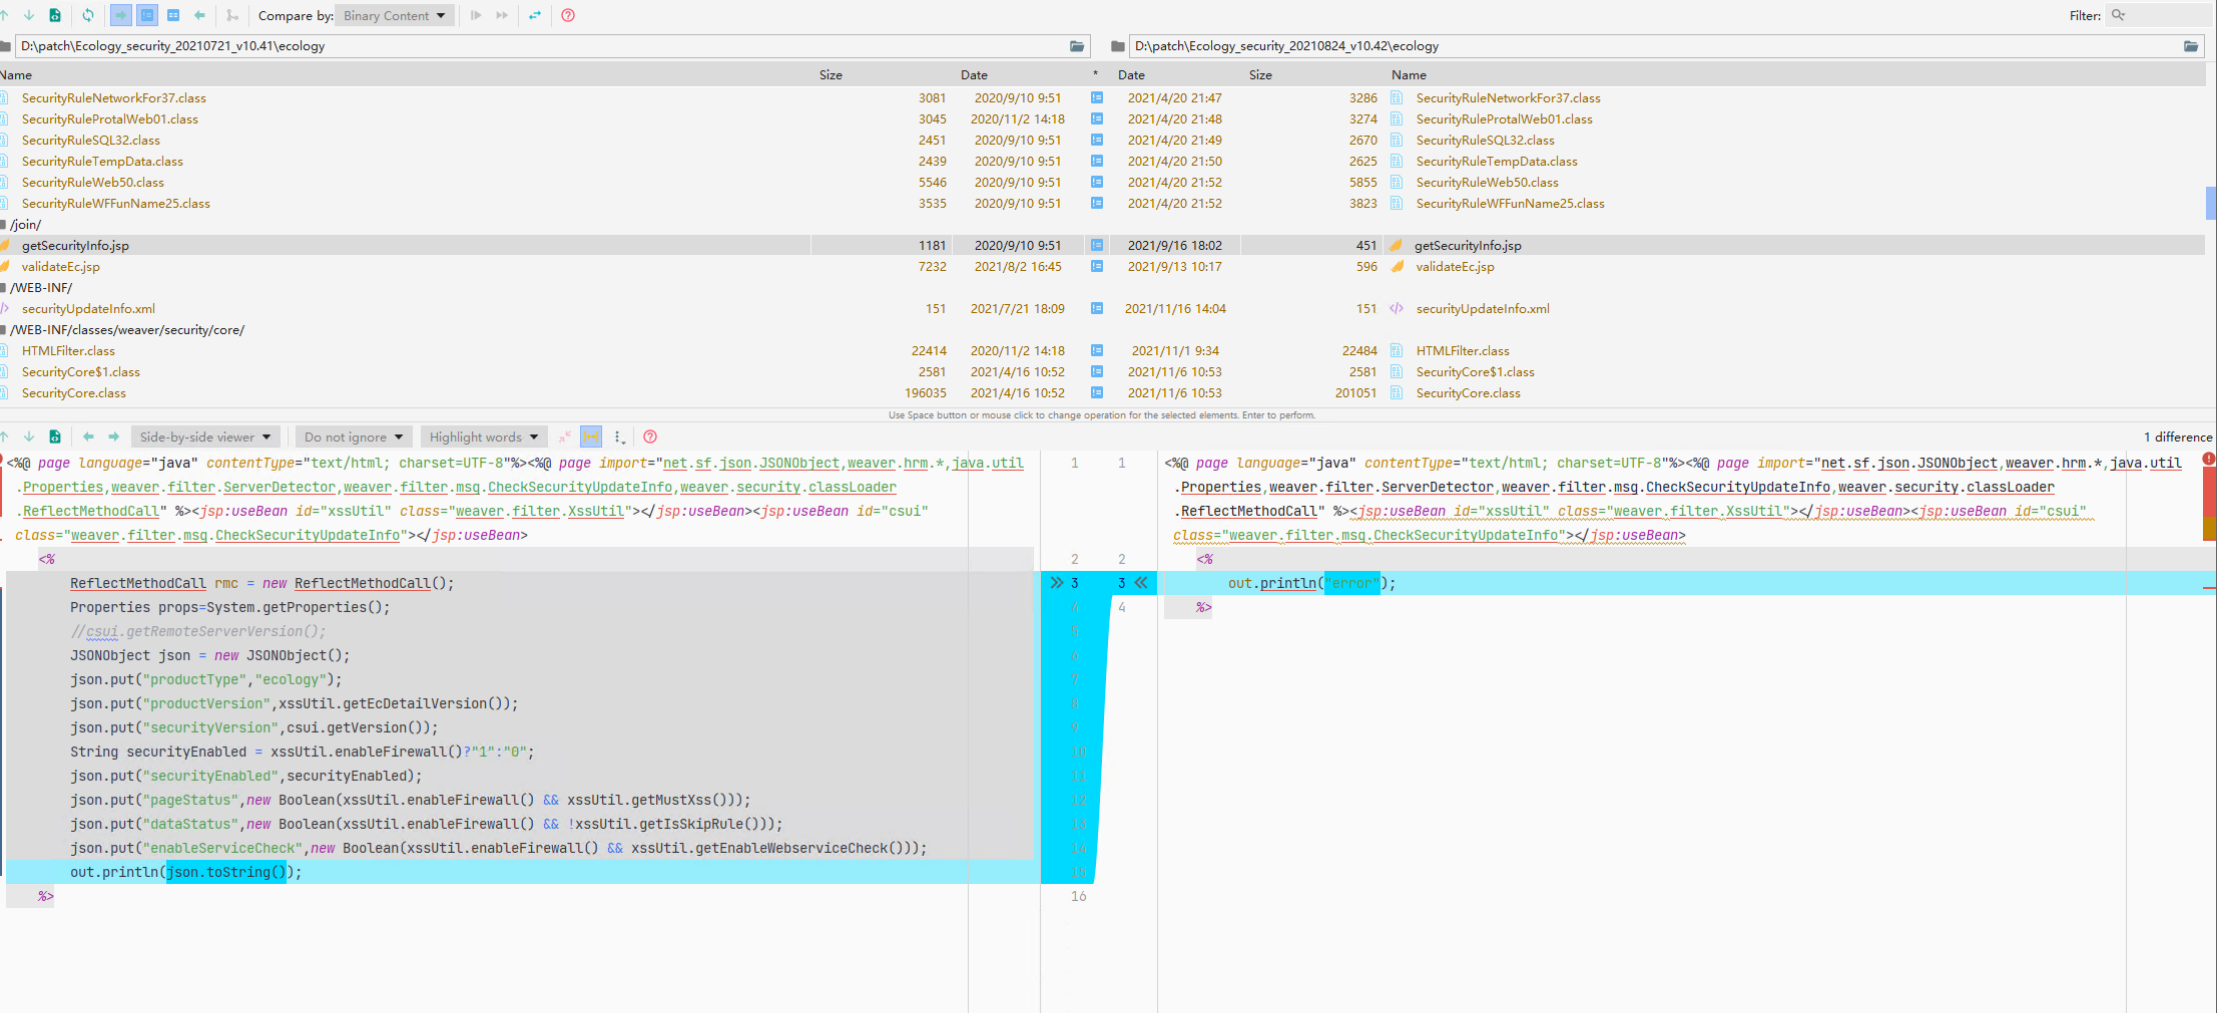 Compare by: Binary Content
Filter:
D:\patch\Ecology_security_20210721_v10.41\ecology
D:\patch\Ecology_security_20210824_v10.42\ecology
Name Size Date * Date Size Name
SecurityRuleNetworkFor37.class 3081 2020/9/10 9:51 2021/4/20 21:47 3286 SecurityRuleNetworkFor37.class
SecurityRuleProtalWeb01.class 3045 2020/11/2 14:18 2021/4/20 21:48 3274 SecurityRuleProtalWeb01.class
SecurityRuleSQL32.class 2451 2020/9/10 9:51 2021/4/20 21:49 2670 SecurityRuleSQL32.class
SecurityRuleTempData.class 2439 2020/9/10 9:51 2021/4/20 21:50 2625 SecurityRuleTempData.class
SecurityRuleWeb50.class 5546 2020/9/10 9:51 2021/4/20 21:52 5855 SecurityRuleWeb50.class
SecurityRuleWFFunName25.class 3535 2020/9/10 9:51 2021/4/20 21:52 3823 SecurityRuleWFFunName25.class
/join/
getSecurityInfo.jsp 1181 2020/9/10 9:51 2021/9/16 18:02 451 getSecurityInfo.jsp
validateEc.jsp 7232 2021/8/2 16:45 2021/9/13 10:17 596 validateEc.jsp
/WEB-INF/
securityUpdateInfo.xml 151 2021/7/21 18:09 2021/11/16 14:04 151 securityUpdateInfo.xml
/WEB-INF/classes/weaver/security/core/
HTMLFilter.class 22414 2020/11/2 14:18 2021/11/1 9:34 22484 HTMLFilter.class
SecurityCore$1.class 2581 2021/4/16 10:52 2021/11/6 10:53 2581 SecurityCore$1.class
SecurityCore.class 196035 2021/4/16 10:52 2021/11/6 10:53 201051 SecurityCore.class
Use Space button or mouse click to change operation for the selected elements. Enter to perform.
Side-by-side viewer Do not ignore Highlight words 1 difference
<%@ page language="java" contentType="text/html; charset=UTF-8"%><%@ page import="net.sf.json.JSONObject,weaver.hrm.*,java.util
.Properties,weaver.filter.ServerDetector,weaver.filter.msg.CheckSecurityUpdateInfo,weaver.security.classLoader
.ReflectMethodCall" %><jsp:useBean id="xssUtil" class="weaver.filter.XssUtil"></jsp:useBean><jsp:useBean id="csui"
class="weaver.filter.msg.CheckSecurityUpdateInfo"></jsp:useBean>
<%
ReflectMethodCall rmc = new ReflectMethodCall();
Properties props=System.getProperties();
//csui.getRemoteServerVersion();
JSONObject json = new JSONObject();
json.put("productType","ecology");
json.put("productVersion",xssUtil.getEcDetailVersion());
json.put("securityVersion",csui.getVersion());
String securityEnabled = xssUtil.enableFirewall()?"1":"0";
json.put("securityEnabled",securityEnabled);
json.put("pageStatus",new Boolean(xssUtil.enableFirewall() && xssUtil.getMustXss()));
json.put("dataStatus",new Boolean(xssUtil.enableFirewall() && !xssUtil.getIsSkipRule()));
json.put("enableServiceCheck",new Boolean(xssUtil.enableFirewall() && xssUtil.getEnableWebserviceCheck()));
out.println(json.toString());
%>
1
2
3
4
5
6
7
8
9
10
11
12
13
14
15
16
1
2
3
4
<%@ page language="java" contentType="text/html; charset=UTF-8"%><%@ page import="net.sf.json.JSONObject,weaver.hrm.*,java.util
.Properties,weaver.filter.ServerDetector,weaver.filter.msg.CheckSecurityUpdateInfo,weaver.security.classLoader
.ReflectMethodCall" %><jsp:useBean id="xssUtil" class="weaver.filter.XssUtil"></jsp:useBean><jsp:useBean id="csui"
class="weaver.filter.msg.CheckSecurityUpdateInfo"></jsp:useBean>
<%
out.println("error");
%>